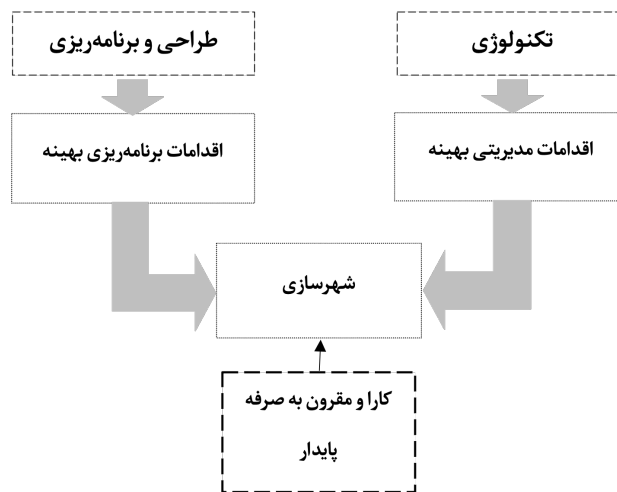 تکنولوژی
طراحی و برنامه‌ریزی
اقدامات مدیریتی بهینه
اقدامات برنامه‌ریزی بهینه
شهرسازی
کارا و مقرون به صرفه
پایدار